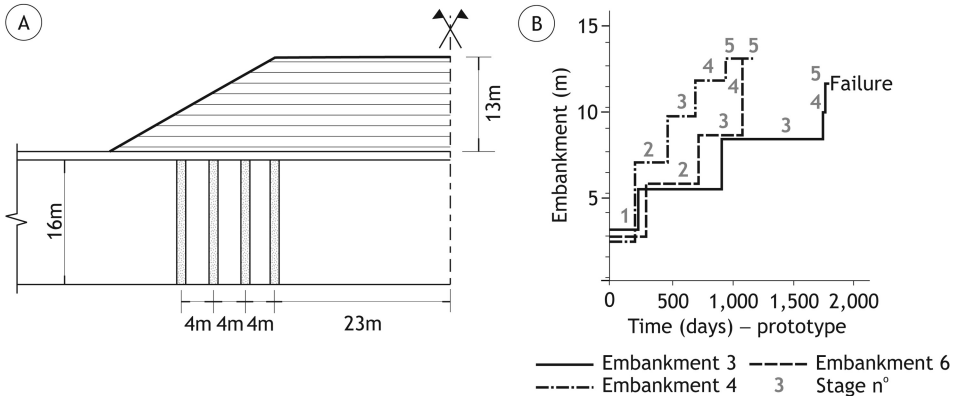 A
13m
16m
4m 4m 4m 23m
B
Embankment (m)
15
10
5
0 500 1,000 1,500 2,000
Time (days) – prototype
1
2
3
4
5
2
3
4
5
3
4
5
Failure
Embankment 3
Embankment 6
Embankment 4
3 Stage nº